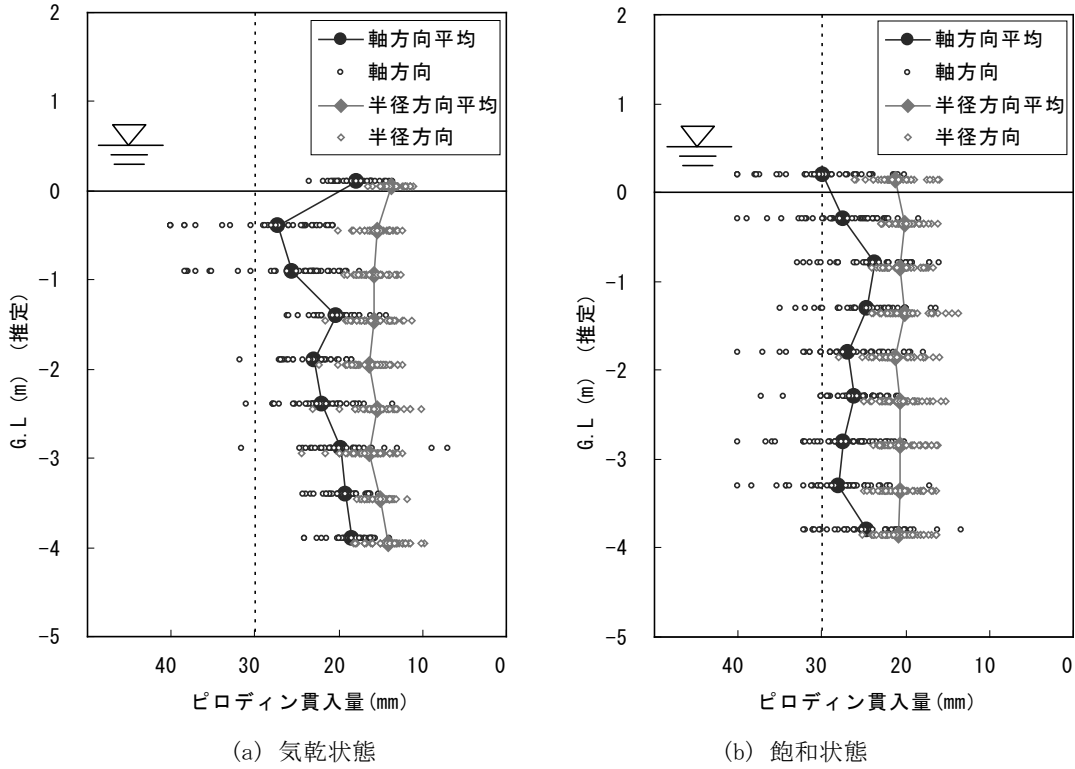 2
1
0
-1
-2
-3
-4
-5
G.L (m) (推定)
40
30
20
10
0
ピロディン貫入量(mm)
軸方向平均
軸方向
半径方向平均
半径方向
(a) 気乾状態
2
1
0
-1
-2
-3
-4
-5
G.L (m) (推定)
40
30
20
10
0
ピロディン貫入量(mm)
軸方向平均
軸方向
半径方向平均
半径方向
(b) 飽和状態